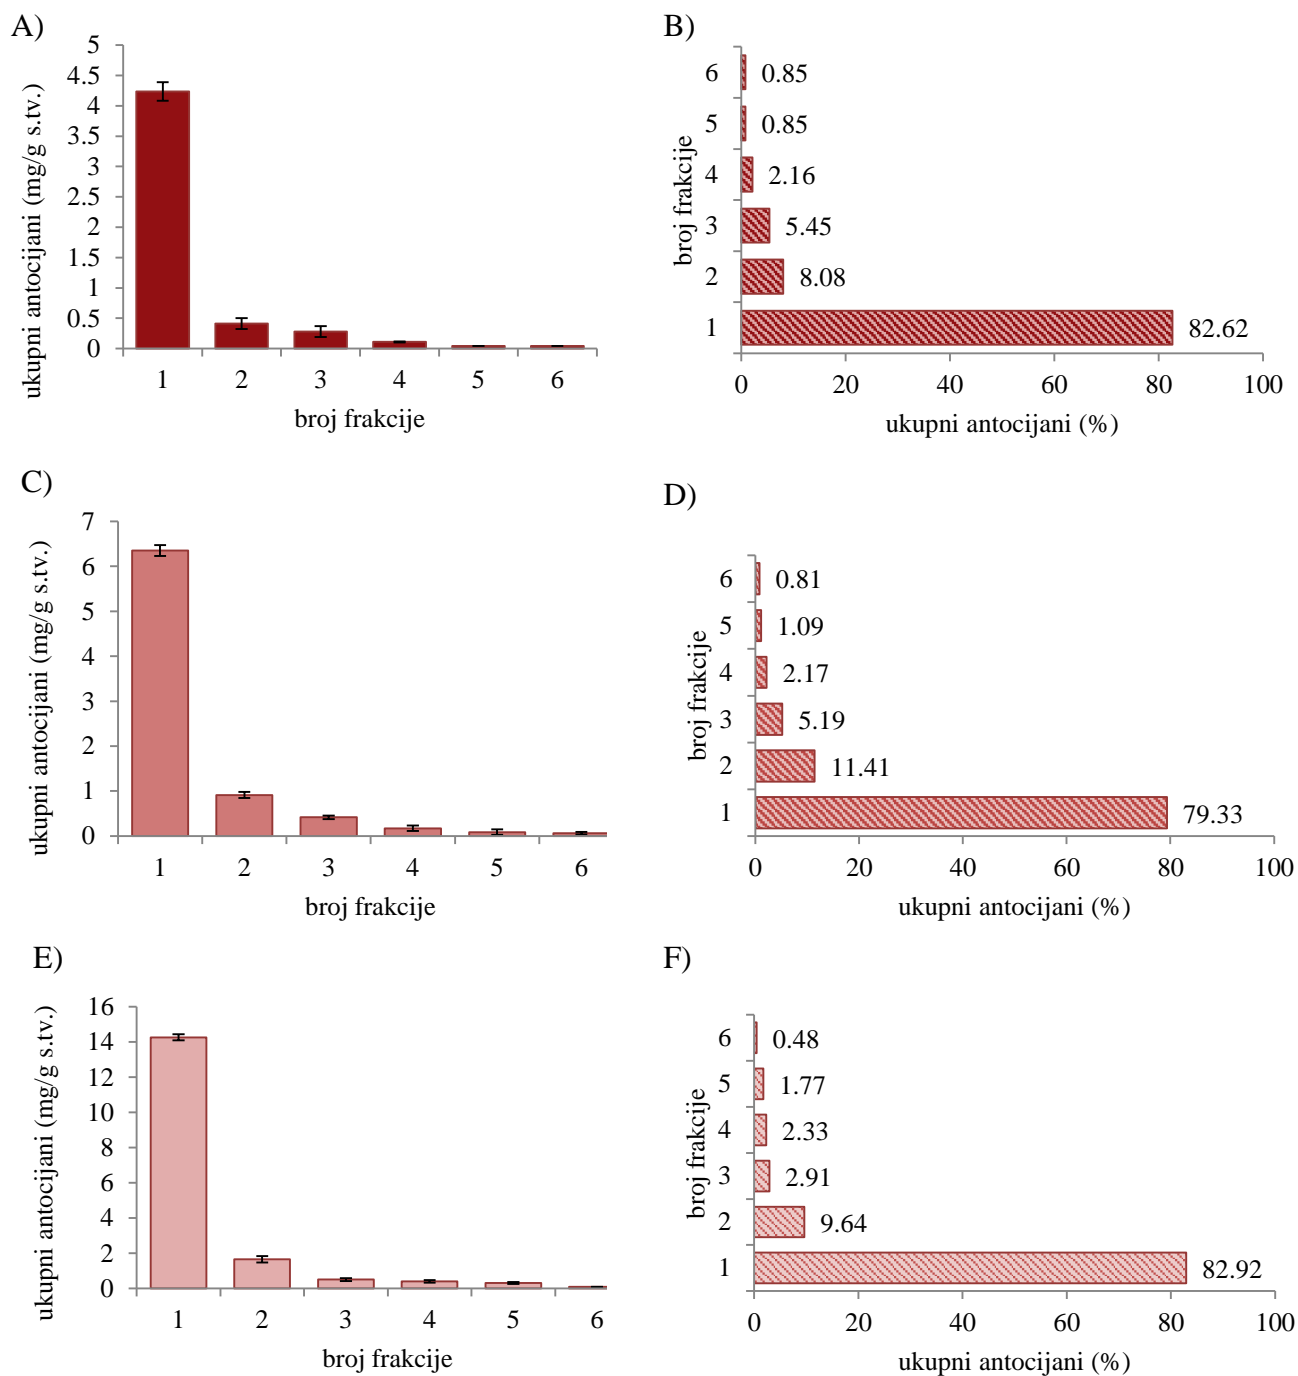 A)
ukupni antocijani (mg/g s.tv.)
5
4.5
4
3.5
3
2.5
2
1.5
1
0.5
0
1 2 3 4 5 6
broj frakcije
B)
broj frakcije
6 0.85
5 0.85
4 2.16
3 5.45
2 8.08
1 82.62
0 20 40 60 80 100
ukupni antocijani (%)
C)
ukupni antocijani (mg/g s.tv.)
7
6
5
4
3
2
1
0
1 2 3 4 5 6
broj frakcije
D)
broj frakcije
6 0.81
5 1.09
4 2.17
3 5.19
2 11.41
1 79.33
0 20 40 60 80 100
ukupni antocijani (%)
E)
ukupni antocijani (mg/g s.tv.)
16
14
12
10
8
6
4
2
0
1 2 3 4 5 6
broj frakcije
F)
broj frakcije
6 0.48
5 1.77
4 2.33
3 2.91
2 9.64
1 82.92
0 20 40 60 80 100
ukupni antocijani (%)